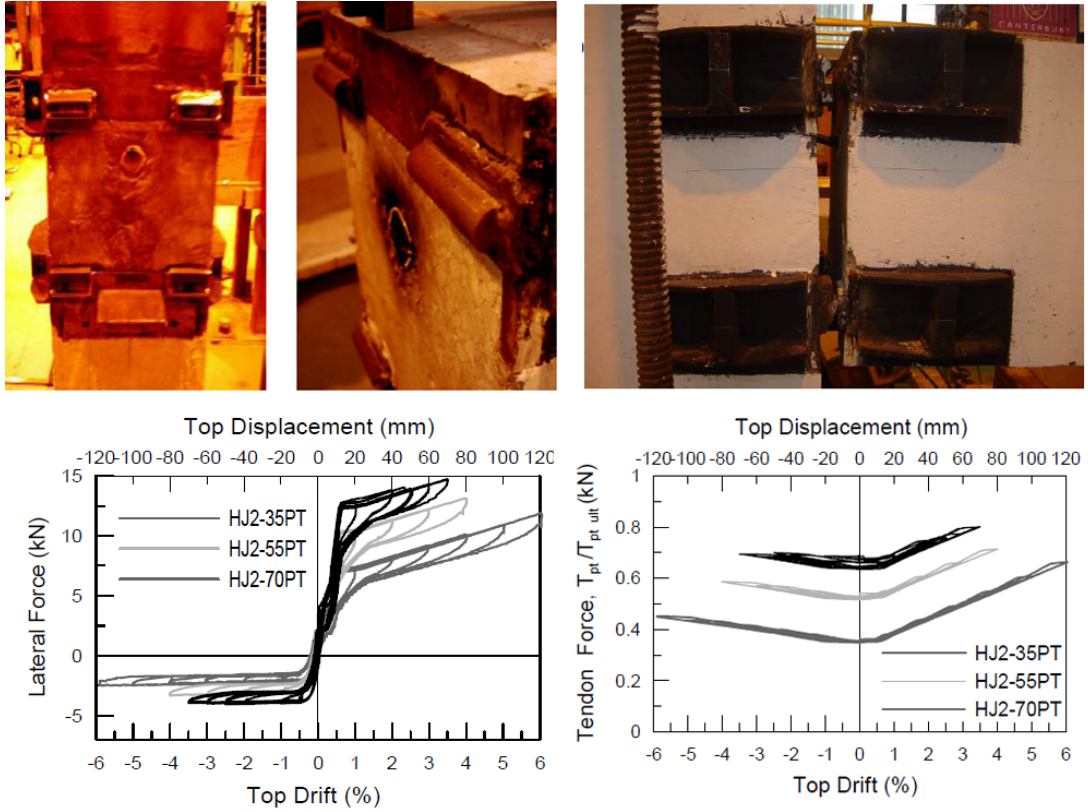 CANTERBURY
Top Displacement (mm)
-120 -100 -80 -60 -40 -20 0 20 40 60 80 100 120
15
10
5
0
-5
Lateral Force (kN)
HJ2-35PT
HJ2-55PT
HJ2-70PT
-6 -5 -4 -3 -2 -1 0 1 2 3 4 5 6
Top Drift (%)
Top Displacement (mm)
-120 -100 -80 -60 -40 -20 0 20 40 60 80 100 120
1
0.8
0.6
0.4
0.2
0
Tendon Force, Tpt/Tpt ult (kN)
HJ2-35PT
HJ2-55PT
HJ2-70PT
-6 -5 -4 -3 -2 -1 0 1 2 3 4 5 6
Top Drift (%)